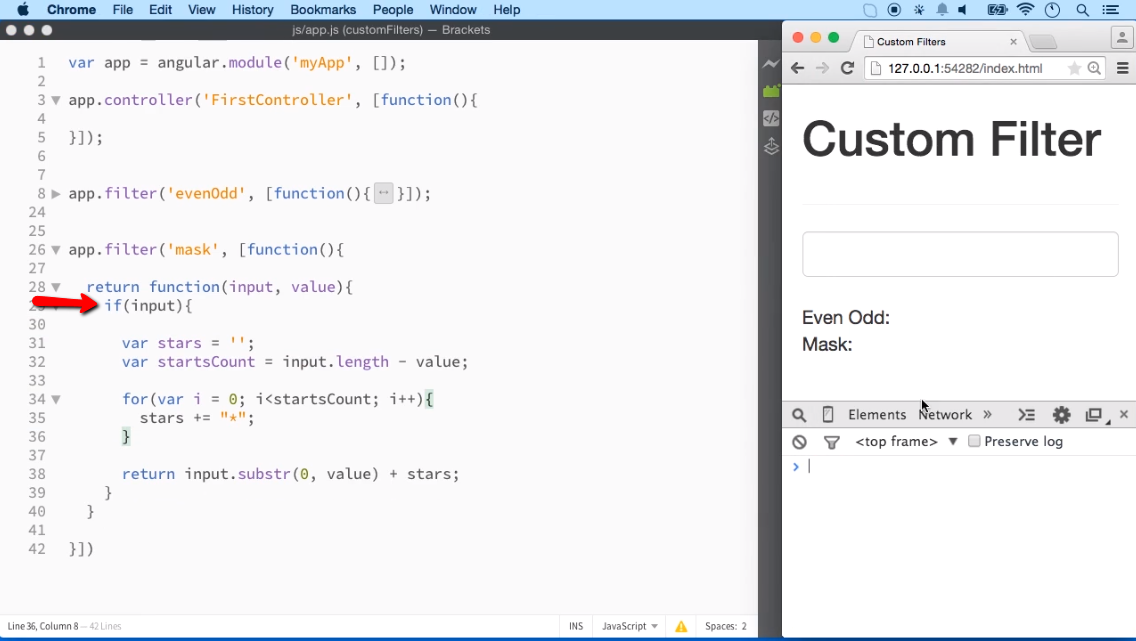 Chrome File Edit View History Bookmarks People Window Help
js/app.js (customFilters) — Brackets
1 var app = angular.module('myApp', []);
2
3 app.controller('FirstController', [function(){
4
5 }]);
6
7
8 app.filter('evenOdd', [function(){ ↔ }]);
24
25
26 app.filter('mask', [function(){
27
28 return function(input, value){
29 if(input){
30
31 var stars = '';
32 var startsCount = input.length - value;
33
34 for(var i = 0; i<startsCount; i++){
35 stars += "*";
36 }
37
38 return input.substr(0, value) + stars;
39 }
40 }
41
42 }])
Line 36, Column 8 — 42 Lines
INS JavaScript Spaces: 2
Custom Filters
127.0.0.1:54282/index.html
Custom Filter
Even Odd:
Mask:
Elements Network »
<top frame> Preserve log